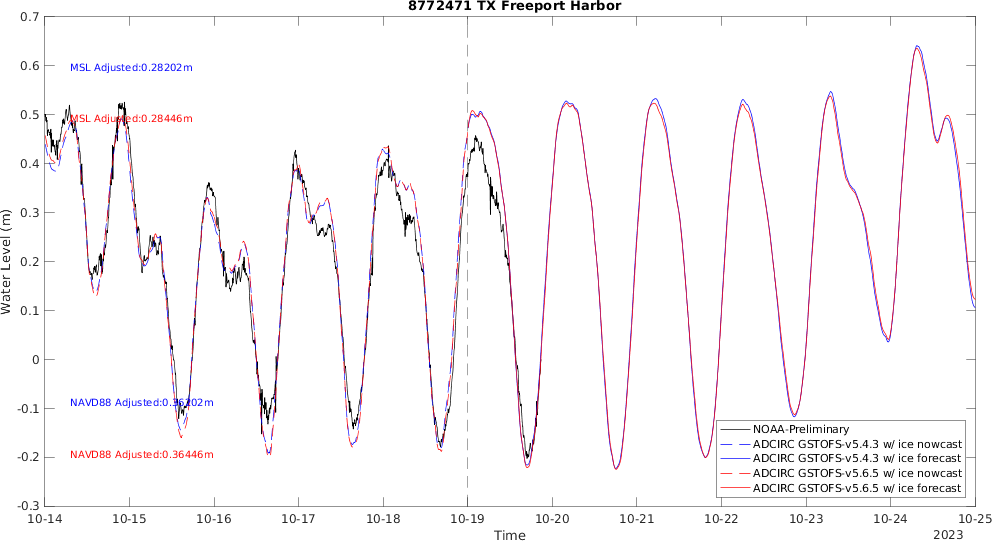 8772471 TX Freeport Harbor
0.7
0.6
0.5
0.4
0.3
0.2
0.1
0
-0.1
-0.2
-0.3
Water Level (m)
MSL Adjusted:0.28202m
MSL Adjusted:0.28446m
NAVD88 Adjusted:0.36202m
NAVD88 Adjusted:0.36446m
NOAA-Preliminary
ADCIRC GSTOFS-v5.4.3 w/ ice nowcast
ADCIRC GSTOFS-v5.4.3 w/ ice forecast
ADCIRC GSTOFS-v5.6.5 w/ ice nowcast
ADCIRC GSTOFS-v5.6.5 w/ ice forecast
10-14 10-15 10-16 10-17 10-18 10-19 10-20 10-21 10-22 10-23 10-24 10-25
Time
2023